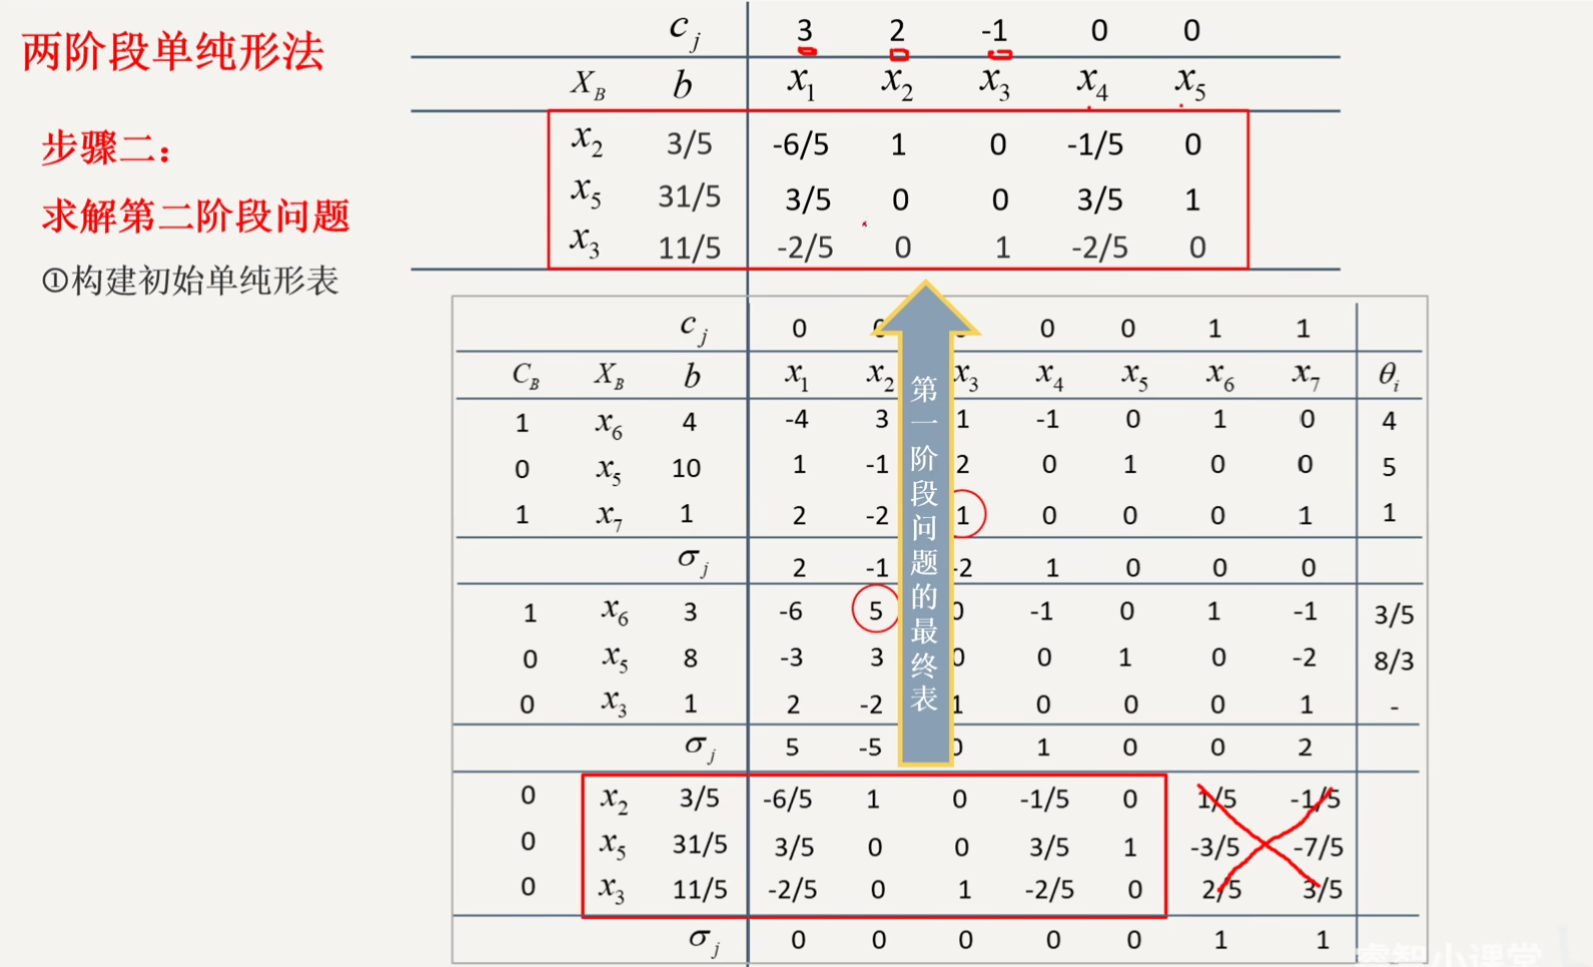 两阶段单纯形法
步骤二：
求解第二阶段问题
①构建初始单纯形表
c_j 3 2 -1 0 0
X_B b x_1 x_2 x_3 x_4 x_5
x_2 3/5 -6/5 1 0 -1/5 0
x_5 31/5 3/5 0 0 3/5 1
x_3 11/5 -2/5 0 1 -2/5 0
第一阶段问题的最终表
c_j 0 0 0 0 1 1
C_B X_B b x_1 x_2 x_3 x_4 x_5 x_6 x_7 θ_i
1 x_6 4 -4 3 1 -1 0 1 0 4
0 x_5 10 1 -1 2 0 1 0 0 5
1 x_7 1 2 -2 1 0 0 0 1 1
σ_j 2 -1 -2 1 0 0 0
1 x_6 3 -6 5 0 -1 0 1 -1 3/5
0 x_5 8 -3 3 0 0 1 0 -2 8/3
0 x_3 1 2 -2 1 0 0 0 1 -
σ_j 5 -5 0 1 0 0 2
0 x_2 3/5 -6/5 1 0 -1/5 0 1/5 -1/5
0 x_5 31/5 3/5 0 0 3/5 1 -3/5 -7/5
0 x_3 11/5 -2/5 0 1 -2/5 0 2/5 3/5
σ_j 0 0 0 0 0 1 1